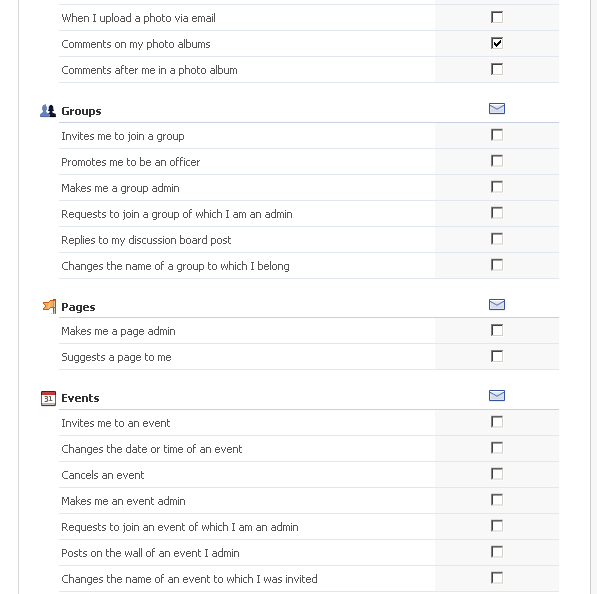 When I upload a photo via email
Comments on my photo albums
Comments after me in a photo album
Groups
Invites me to join a group
Promotes me to be an officer
Makes me a group admin
Requests to join a group of which I am an admin
Replies to my discussion board post
Changes the name of a group to which I belong
Pages
Makes me a page admin
Suggests a page to me
31 Events
Invites me to an event
Changes the date or time of an event
Cancels an event
Makes me an event admin
Requests to join an event of which I am an admin
Posts on the wall of an event I admin
Changes the name of an event to which I was invited